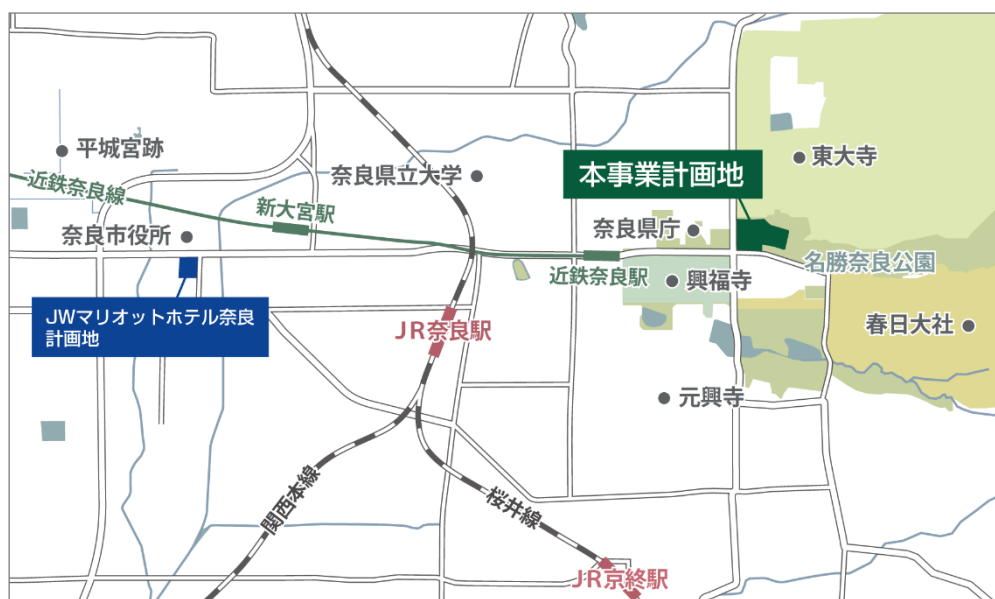 平城宮跡
近鉄奈良線
奈良県立大学
本事業計画地
東大寺
新大宮駅
奈良市役所
奈良県庁
近鉄奈良駅
興福寺
名勝奈良公園
JWマリオットホテル奈良
計画地
JR奈良駅
春日大社
元興寺
関西本線
桜井線
JR京終駅